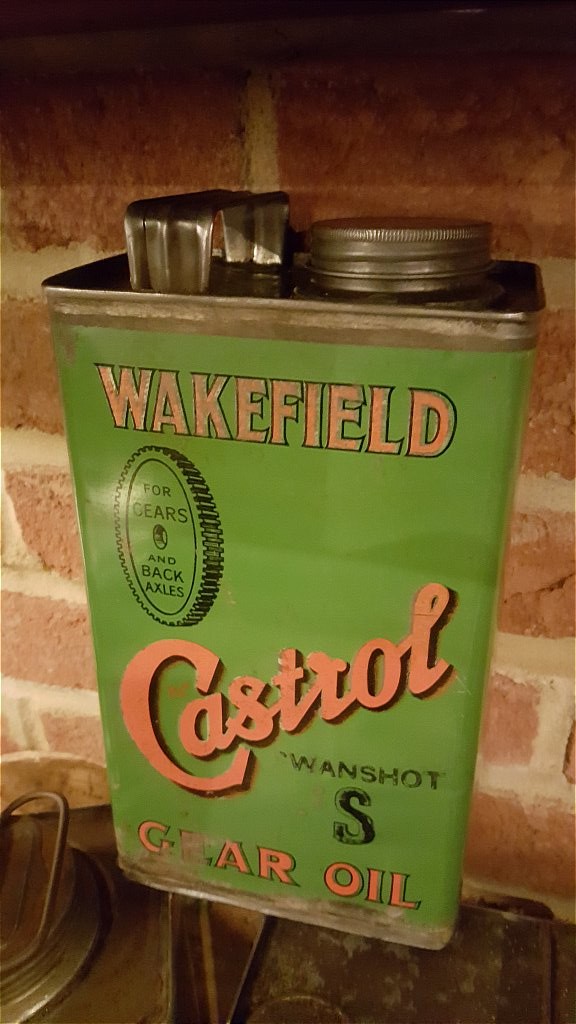 WAKEFIELD
FOR
GEARS
AND
BACK
AXLES
Castrol
"WANSHOT
S
GEAR OIL